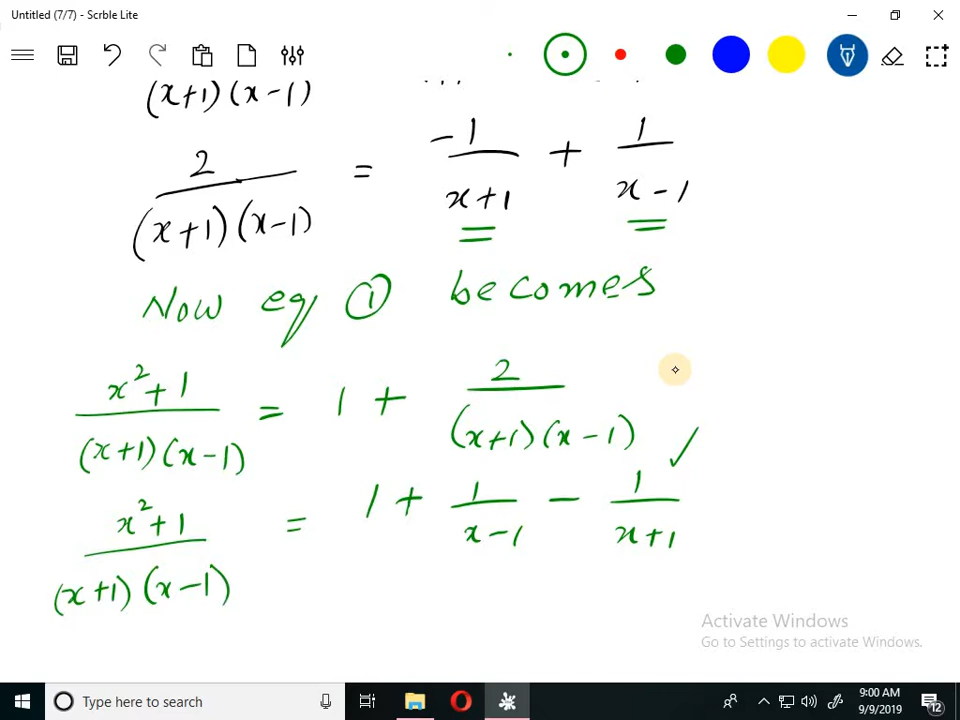 Untitled (7/7) - Scrble Lite
(x+1)(x-1)
2/((x+1)(x-1)) = -1/(x+1) + 1/(x-1)
Now eq ① becomes
(x²+1)/((x+1)(x-1)) = 1 + 2/((x+1)(x-1))
(x²+1)/((x+1)(x-1)) = 1 + 1/(x-1) - 1/(x+1) ✓
Activate Windows
Go to Settings to activate Windows.
Type here to search
9:00 AM
9/9/2019
12